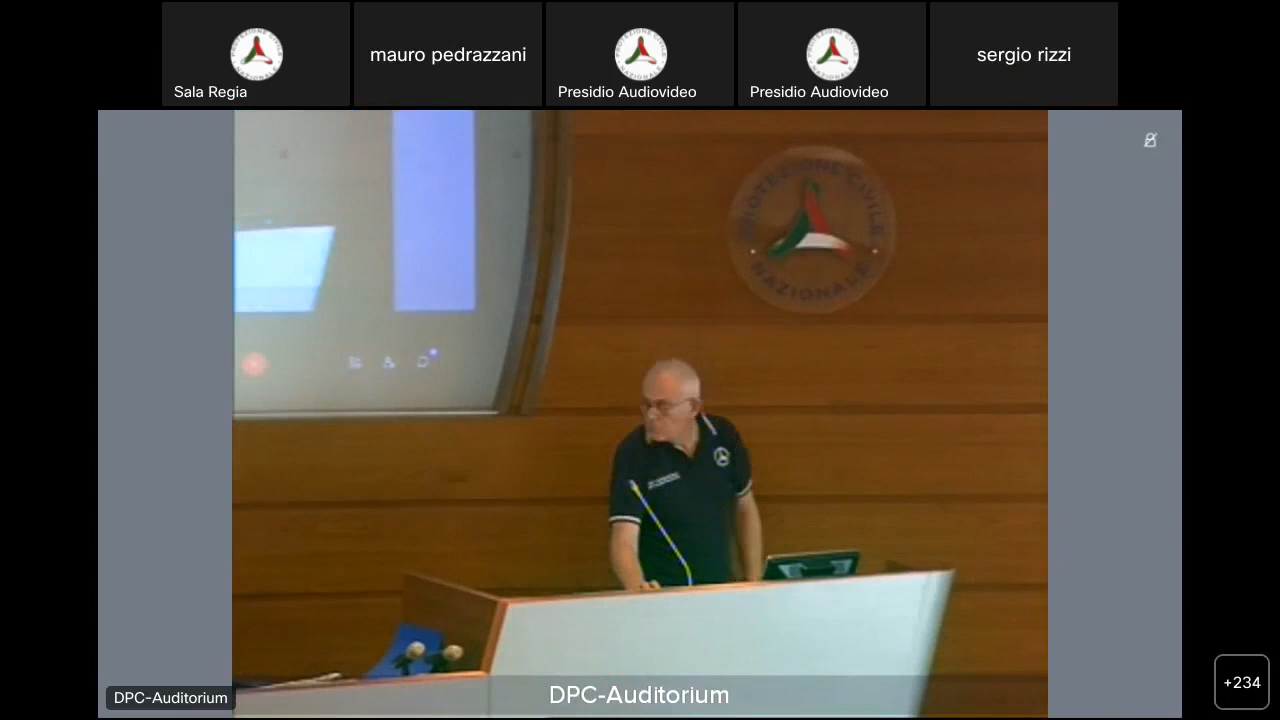 Sala Regia
mauro pedrazzani
Presidio Audiovideo
Presidio Audiovideo
sergio rizzi
PROTEZIONE CIVILE
NAZIONALE
DPC-Auditorium
DPC-Auditorium
+234